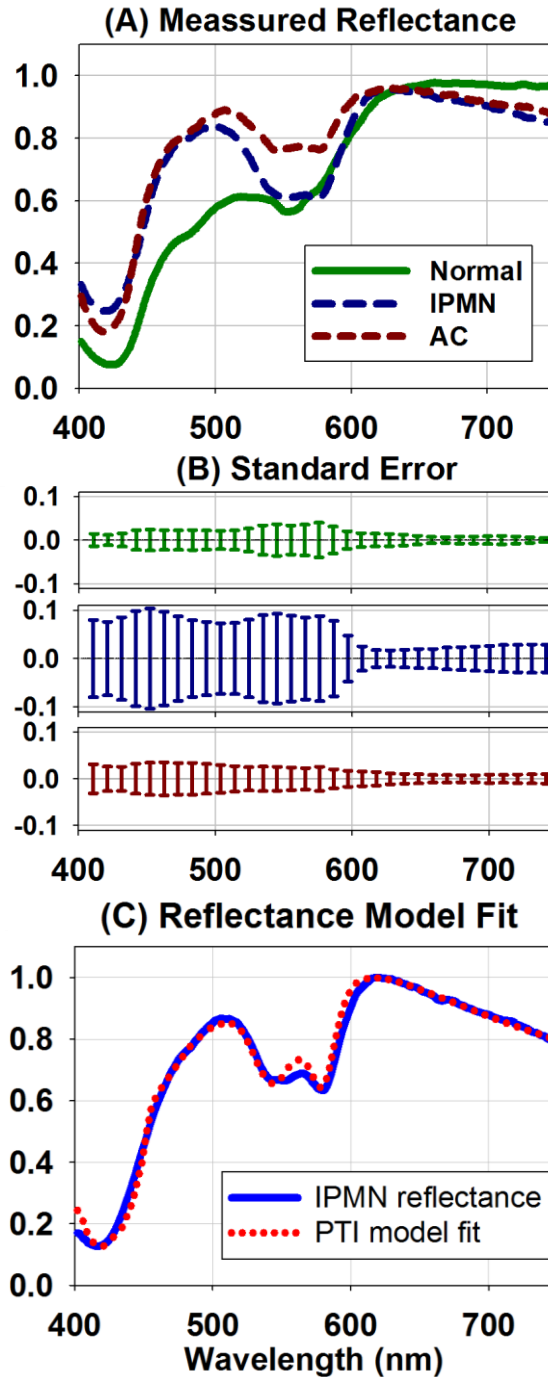 (A) Meassured Reflectance
1.0
0.8
0.6
0.4
0.2
0.0
Normal
IPMN
AC
400 500 600 700
(B) Standard Error
0.1
0.0
-0.1
0.1
0.0
-0.1
0.1
0.0
-0.1
400 500 600 700
(C) Reflectance Model Fit
1.0
0.8
0.6
0.4
0.2
0.0
IPMN reflectance
PTI model fit
400 500 600 700
Wavelength (nm)